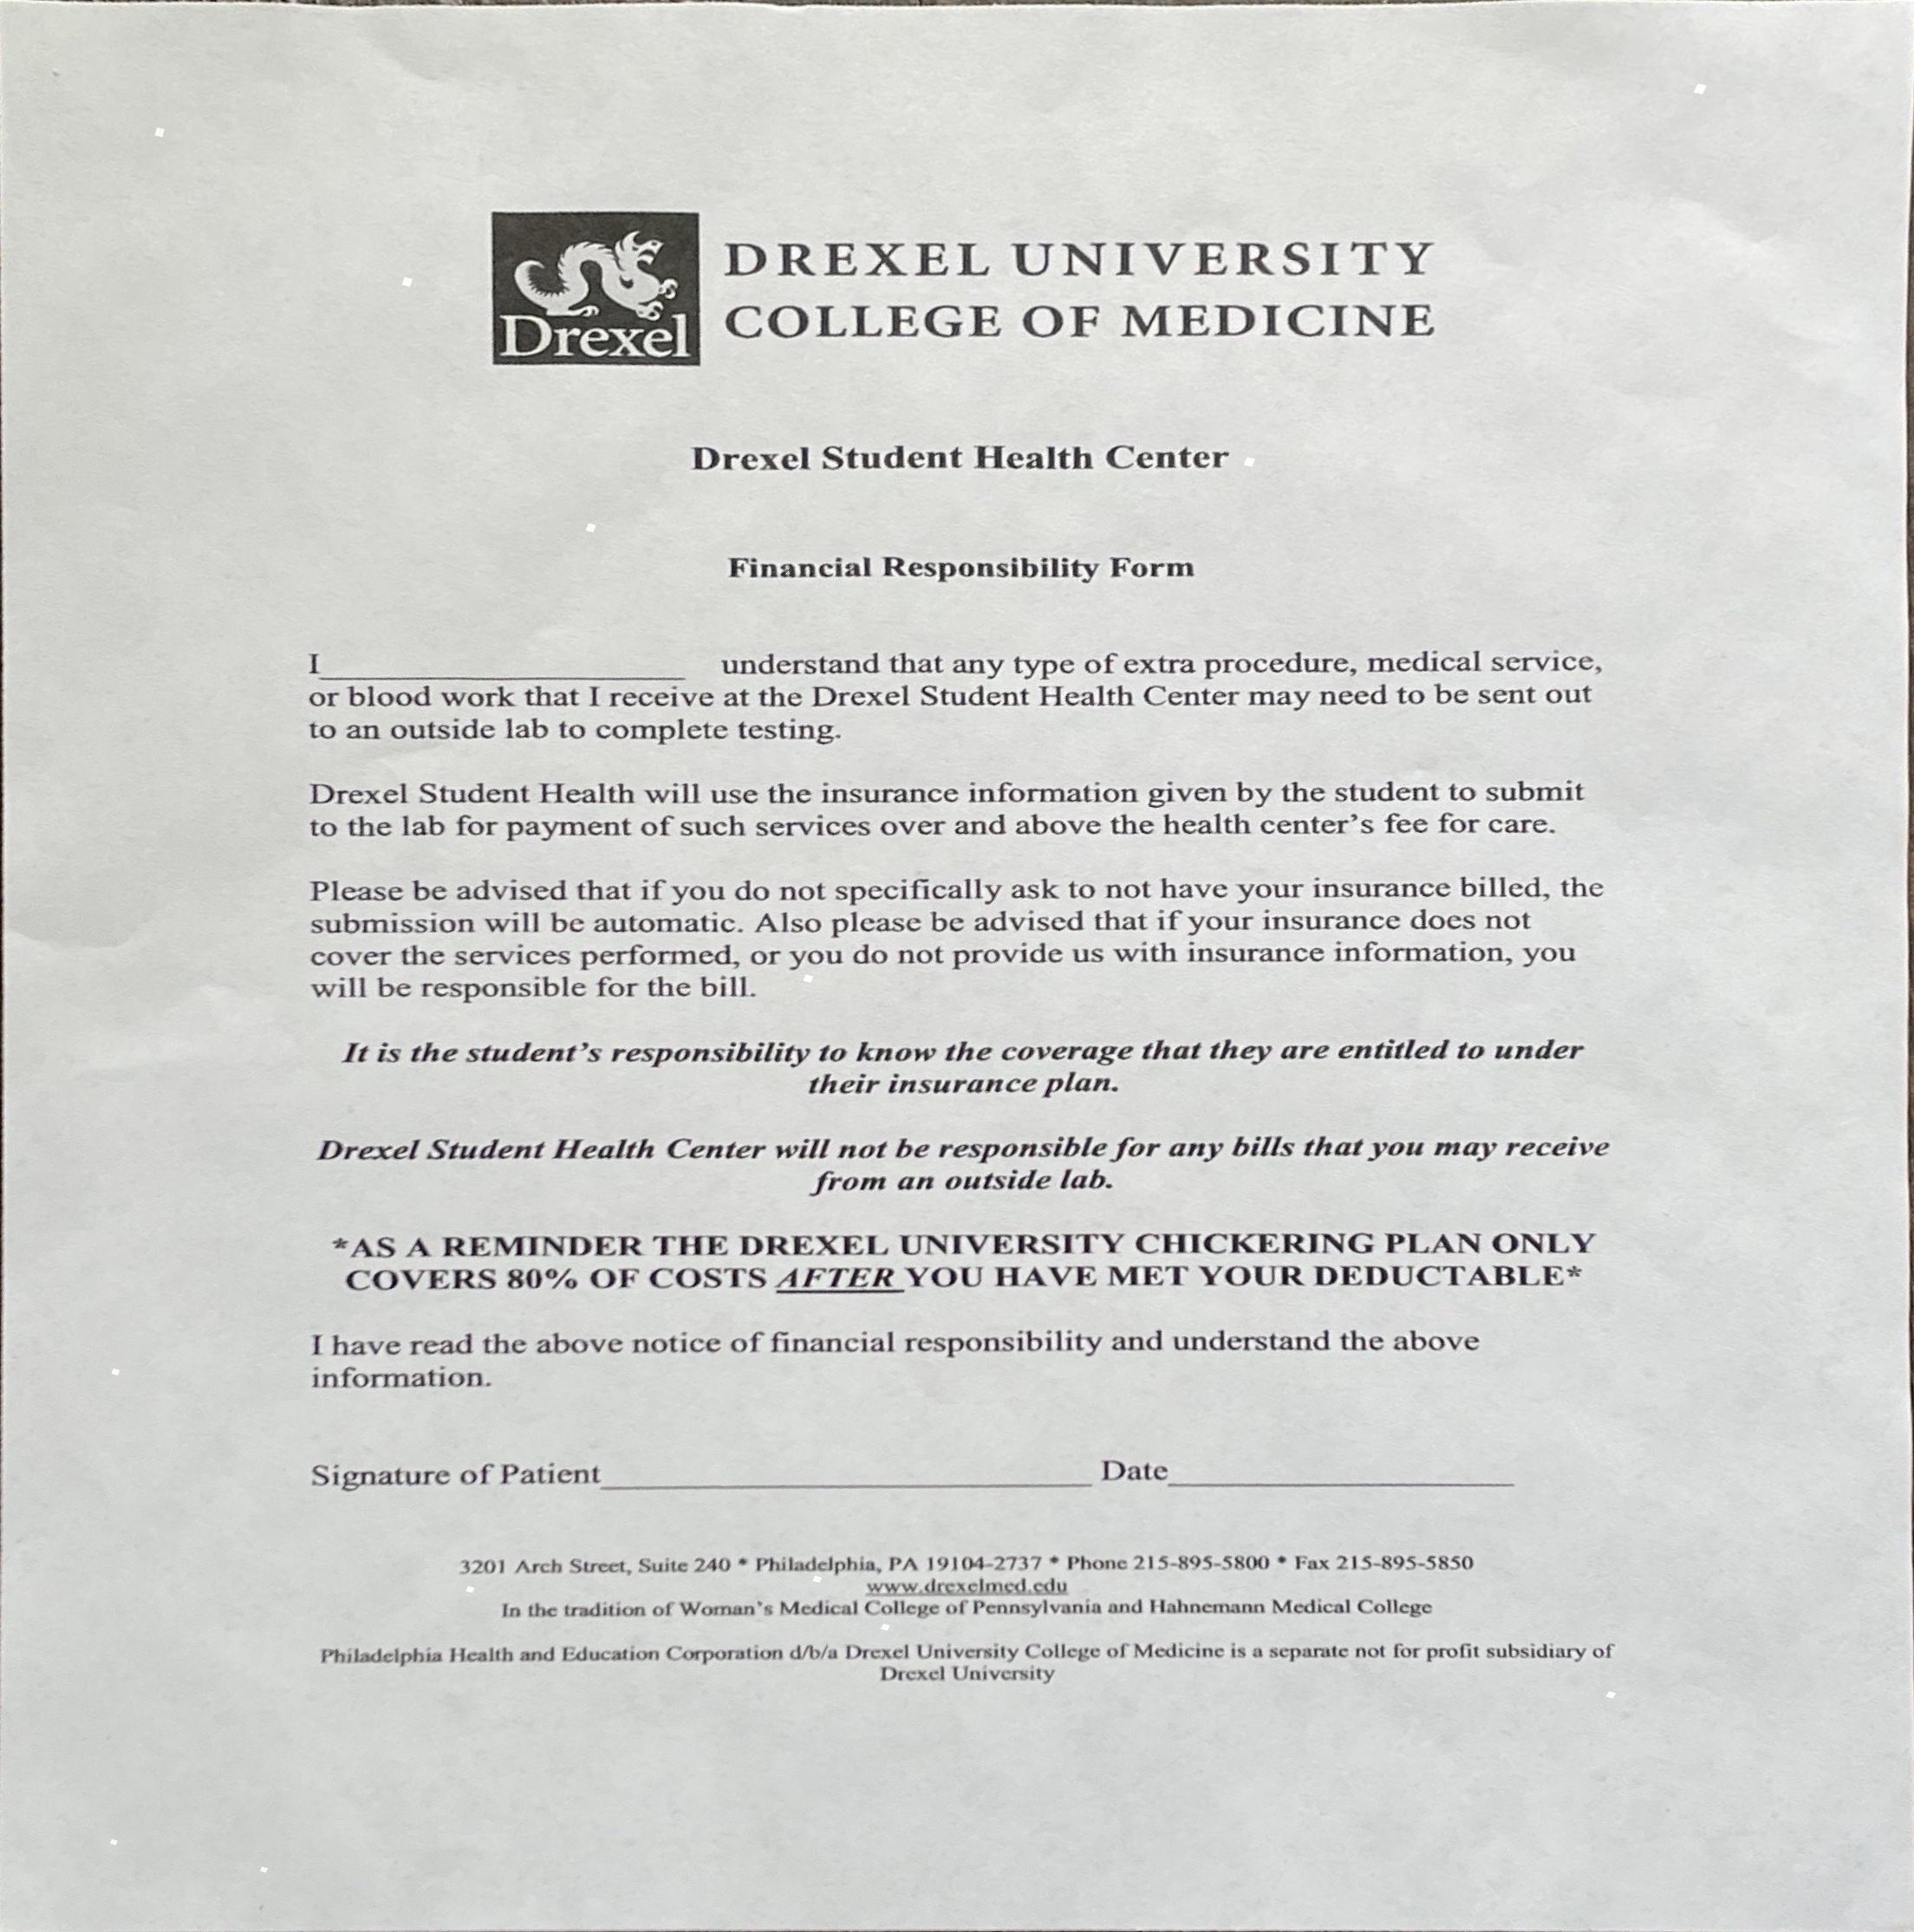 Drexel
DREXEL UNIVERSITY
COLLEGE OF MEDICINE
Drexel Student Health Center
Financial Responsibility Form
I__________________________ understand that any type of extra procedure, medical service,
or blood work that I receive at the Drexel Student Health Center may need to be sent out
to an outside lab to complete testing.
Drexel Student Health will use the insurance information given by the student to submit
to the lab for payment of such services over and above the health center's fee for care.
Please be advised that if you do not specifically ask to not have your insurance billed, the
submission will be automatic. Also please be advised that if your insurance does not
cover the services performed, or you do not provide us with insurance information, you
will be responsible for the bill.
It is the student's responsibility to know the coverage that they are entitled to under
their insurance plan.
Drexel Student Health Center will not be responsible for any bills that you may receive
from an outside lab.
*AS A REMINDER THE DREXEL UNIVERSITY CHICKERING PLAN ONLY
COVERS 80% OF COSTS AFTER YOU HAVE MET YOUR DEDUCTABLE*
I have read the above notice of financial responsibility and understand the above
information.
Signature of Patient___________________________________ Date_________________________
3201 Arch Street, Suite 240 * Philadelphia, PA 19104-2737 * Phone 215-895-5800 * Fax 215-895-5850
www.drexelmed.edu
In the tradition of Woman's Medical College of Pennsylvania and Hahnemann Medical College
Philadelphia Health and Education Corporation d/b/a Drexel University College of Medicine is a separate not for profit subsidiary of
Drexel University